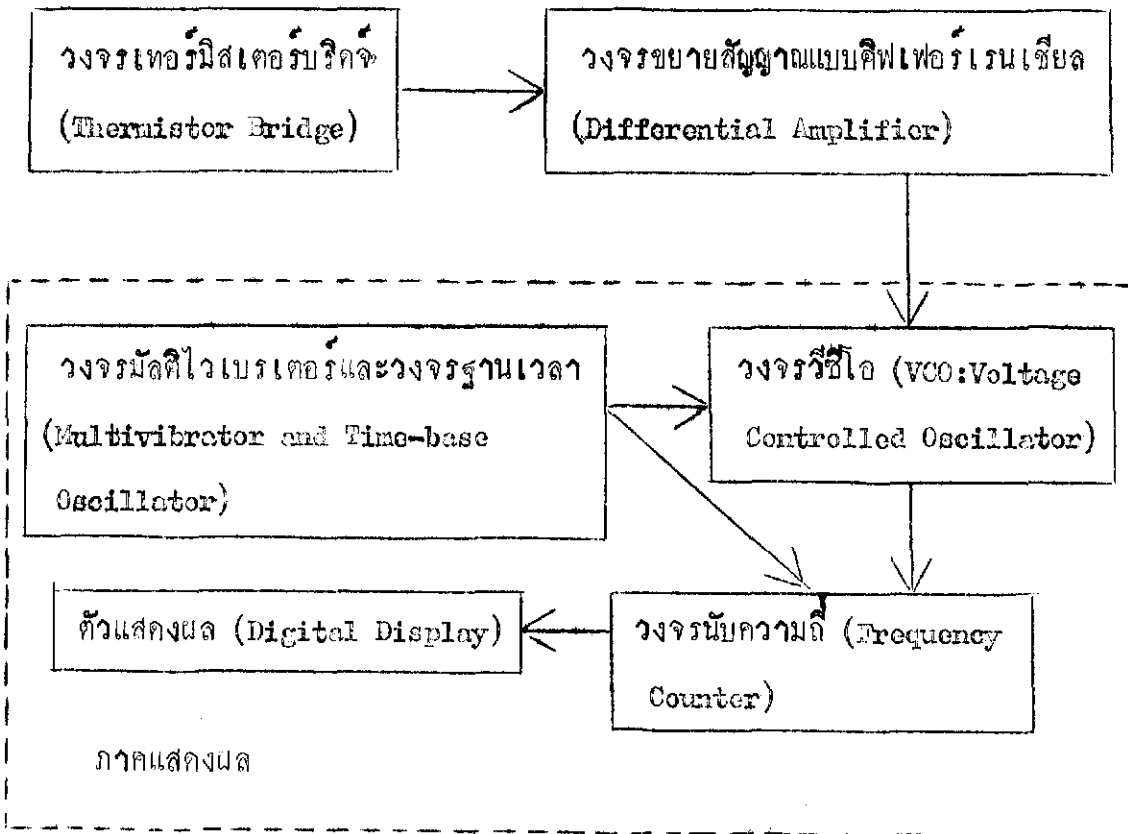 วงจรเทอร์มิสเตอร์บริดจ์
(Thermistor Bridge)
วงจรขยายสัญญาณแบบดิฟเฟอร์เรนเชียล
(Differential Amplifier)
วงจรมัลติไวเบรเตอร์และวงจรฐานเวลา
(Multivibrator and Time-base
Oscillator)
วงจรวีซีโอ (VCO:Voltage
Controlled Oscillator)
ตัวแสดงผล (Digital Display)
วงจรนับความถี่ (Frequency
Counter)
ภาคแสดงผล